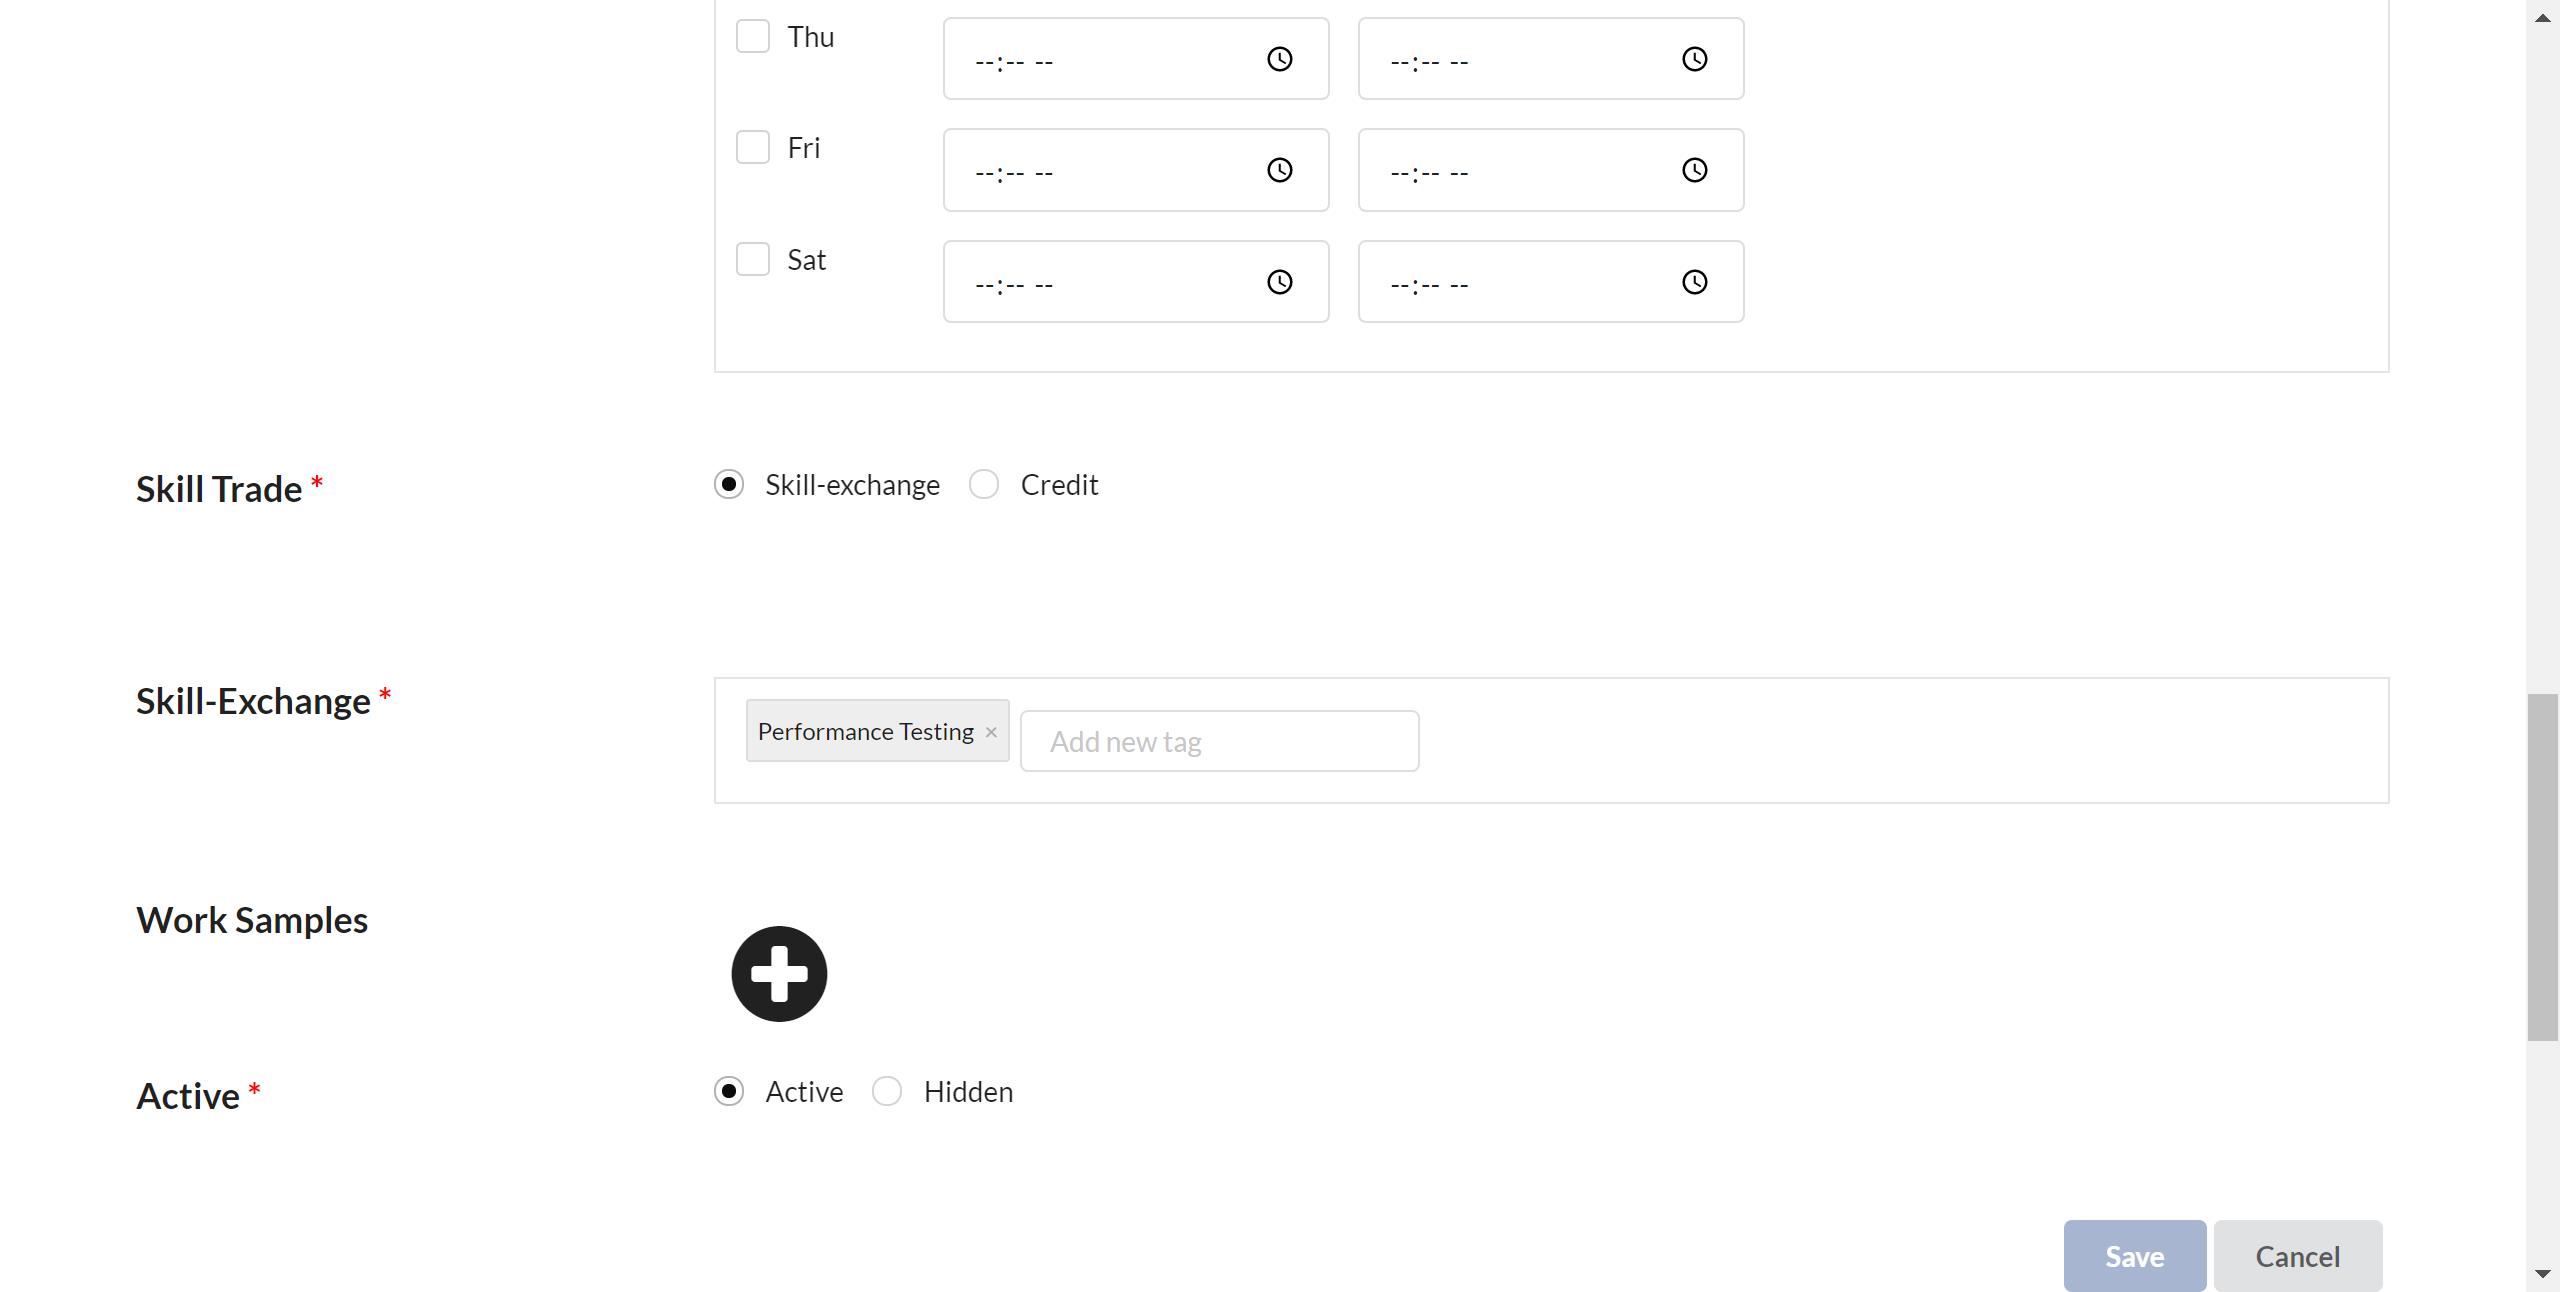 Thu --:-- -- --:-- --
Fri --:-- -- --:-- --
Sat --:-- -- --:-- --
Skill Trade * Skill-exchange Credit
Skill-Exchange * Performance Testing × Add new tag
Work Samples
Active * Active Hidden
Save Cancel